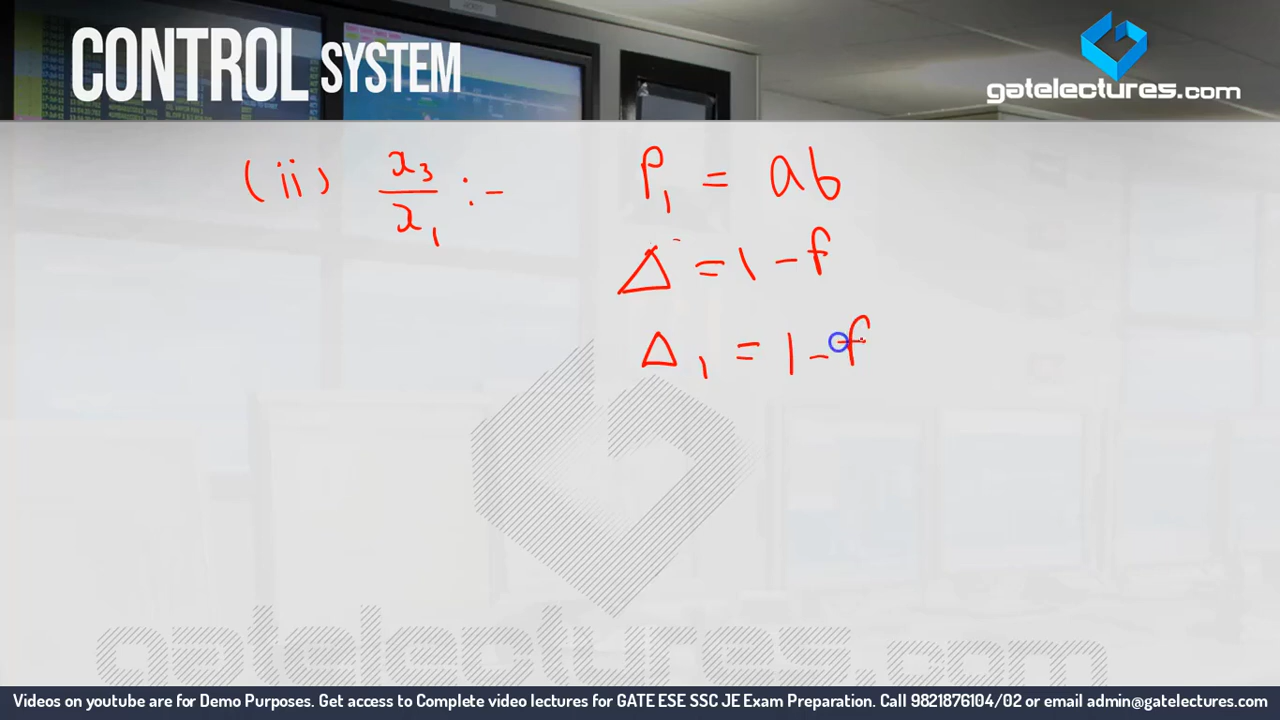 CONTROL SYSTEM
gatelectures.com
(ii) x₃/x₁ :-
P₁ = ab
Δ = 1 - f
Δ₁ = 1 - f
gatelectures.com
Videos on youtube are for Demo Purposes. Get access to Complete video lectures for GATE ESE SSC JE Exam Preparation. Call 9821876104/02 or email admin@gatelectures.com